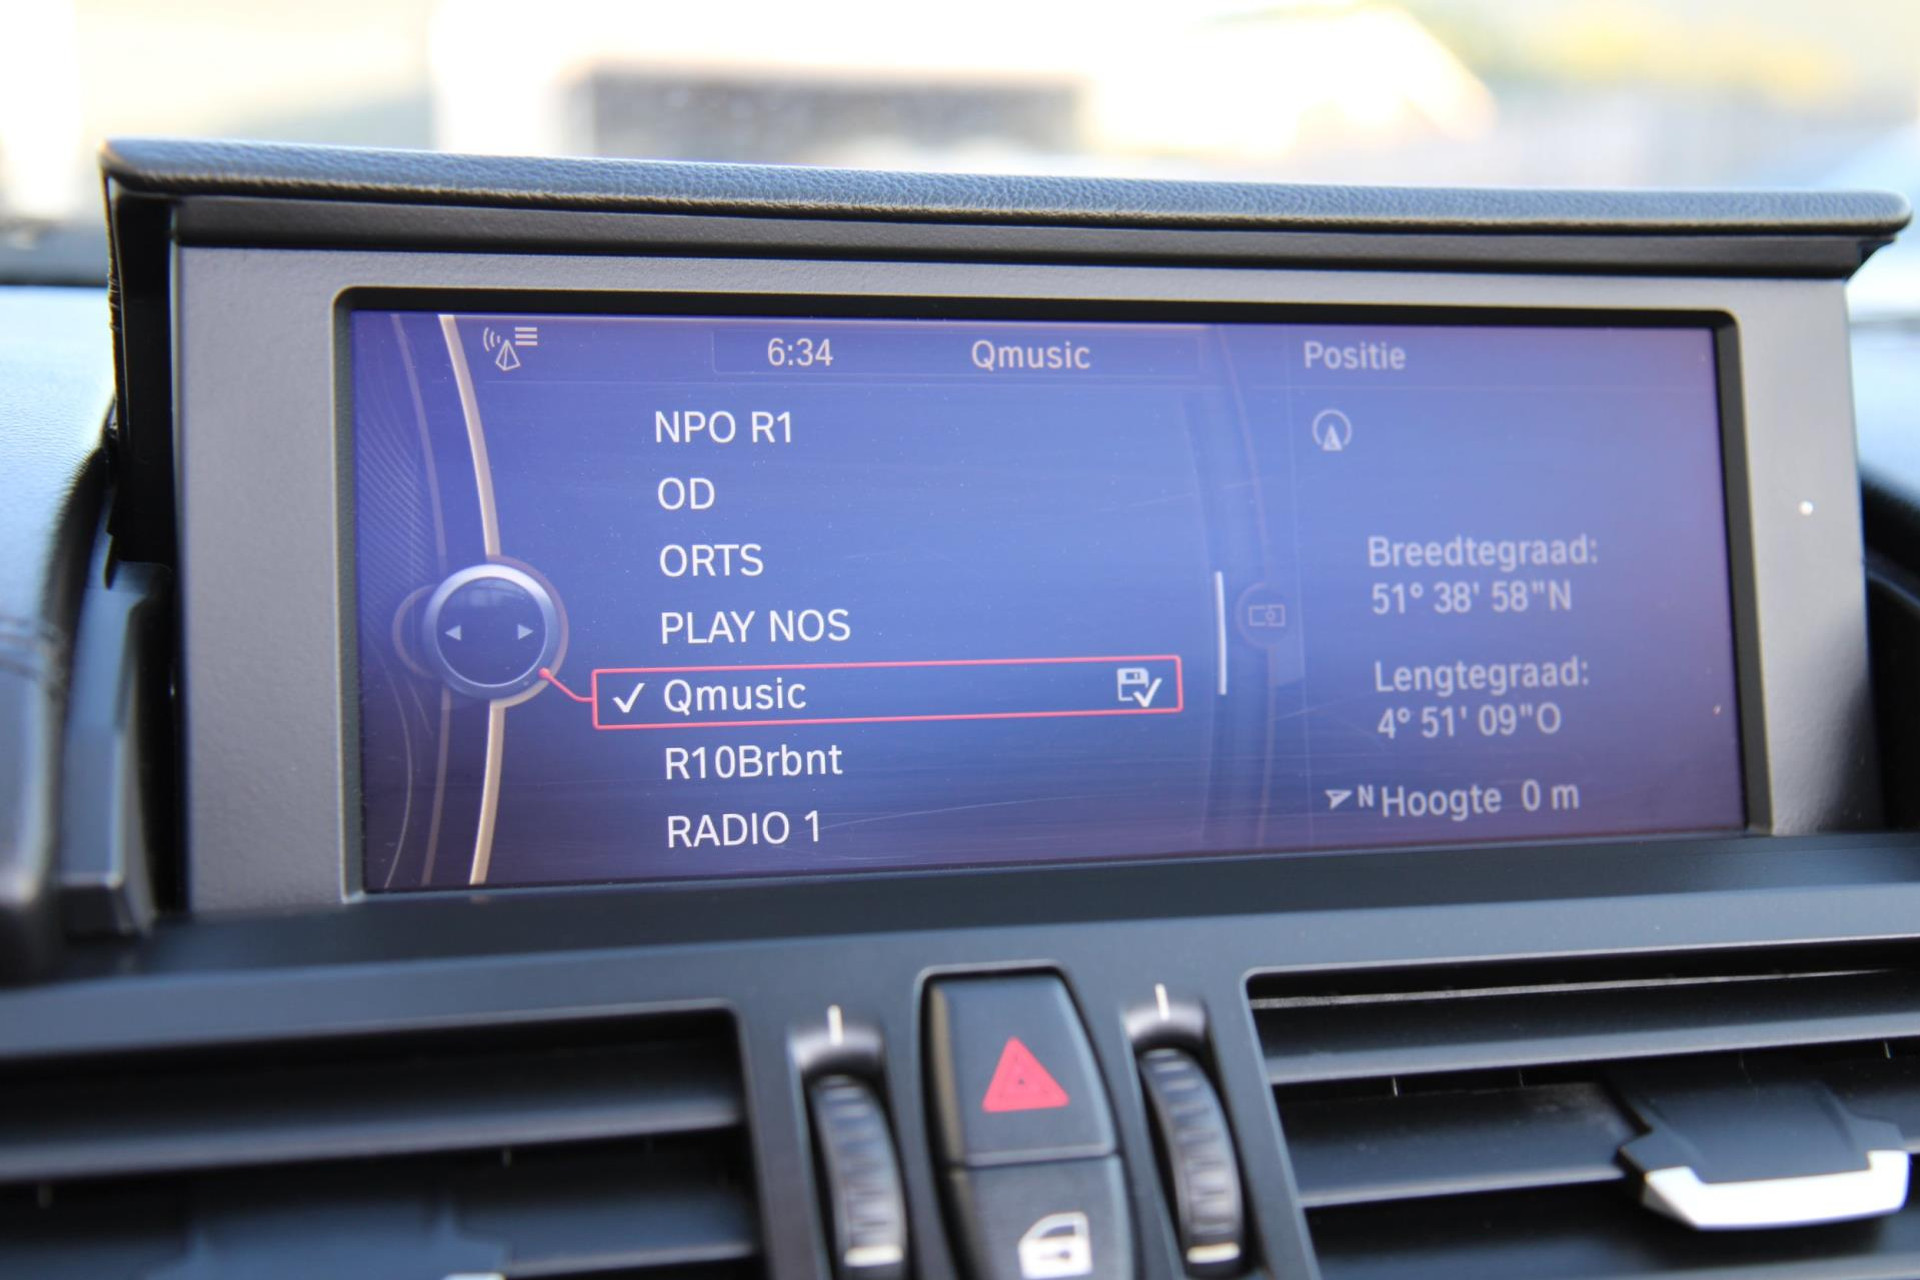 6:34 Qmusic Positie
NPO R1
OD
ORTS
PLAY NOS
Qmusic
R10Brbnt
RADIO 1
Breedtegraad:
51° 38' 58"N
Lengtegraad:
4° 51' 09"O
N Hoogte 0 m